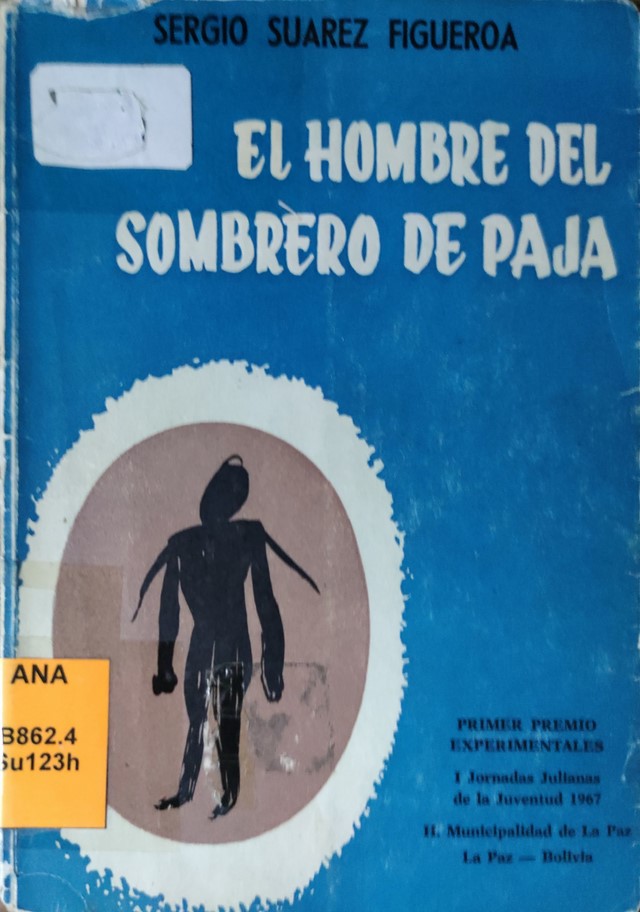 SERGIO SUAREZ FIGUEROA
EL HOMBRE DEL
SOMBRERO DE PAJA
ANA
B862.4
Su123h
PRIMER PREMIO
EXPERIMENTALES
I Jornadas Julianas
de la Juventud 1967
H. Municipalidad de La Paz
La Paz — Bolivia